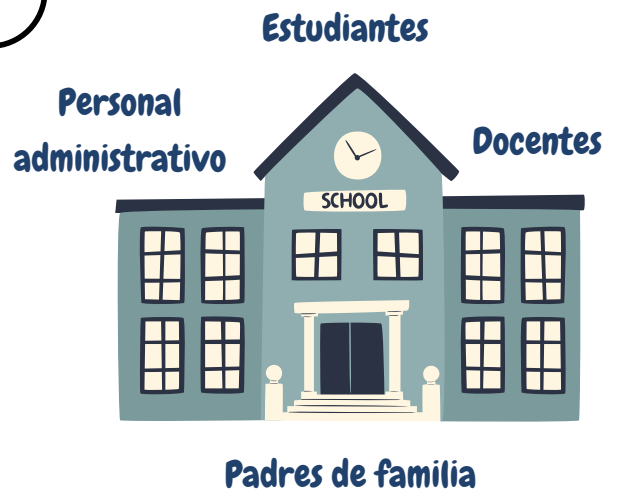 Estudiantes
Personal
administrativo
Docentes
SCHOOL
Padres de familia